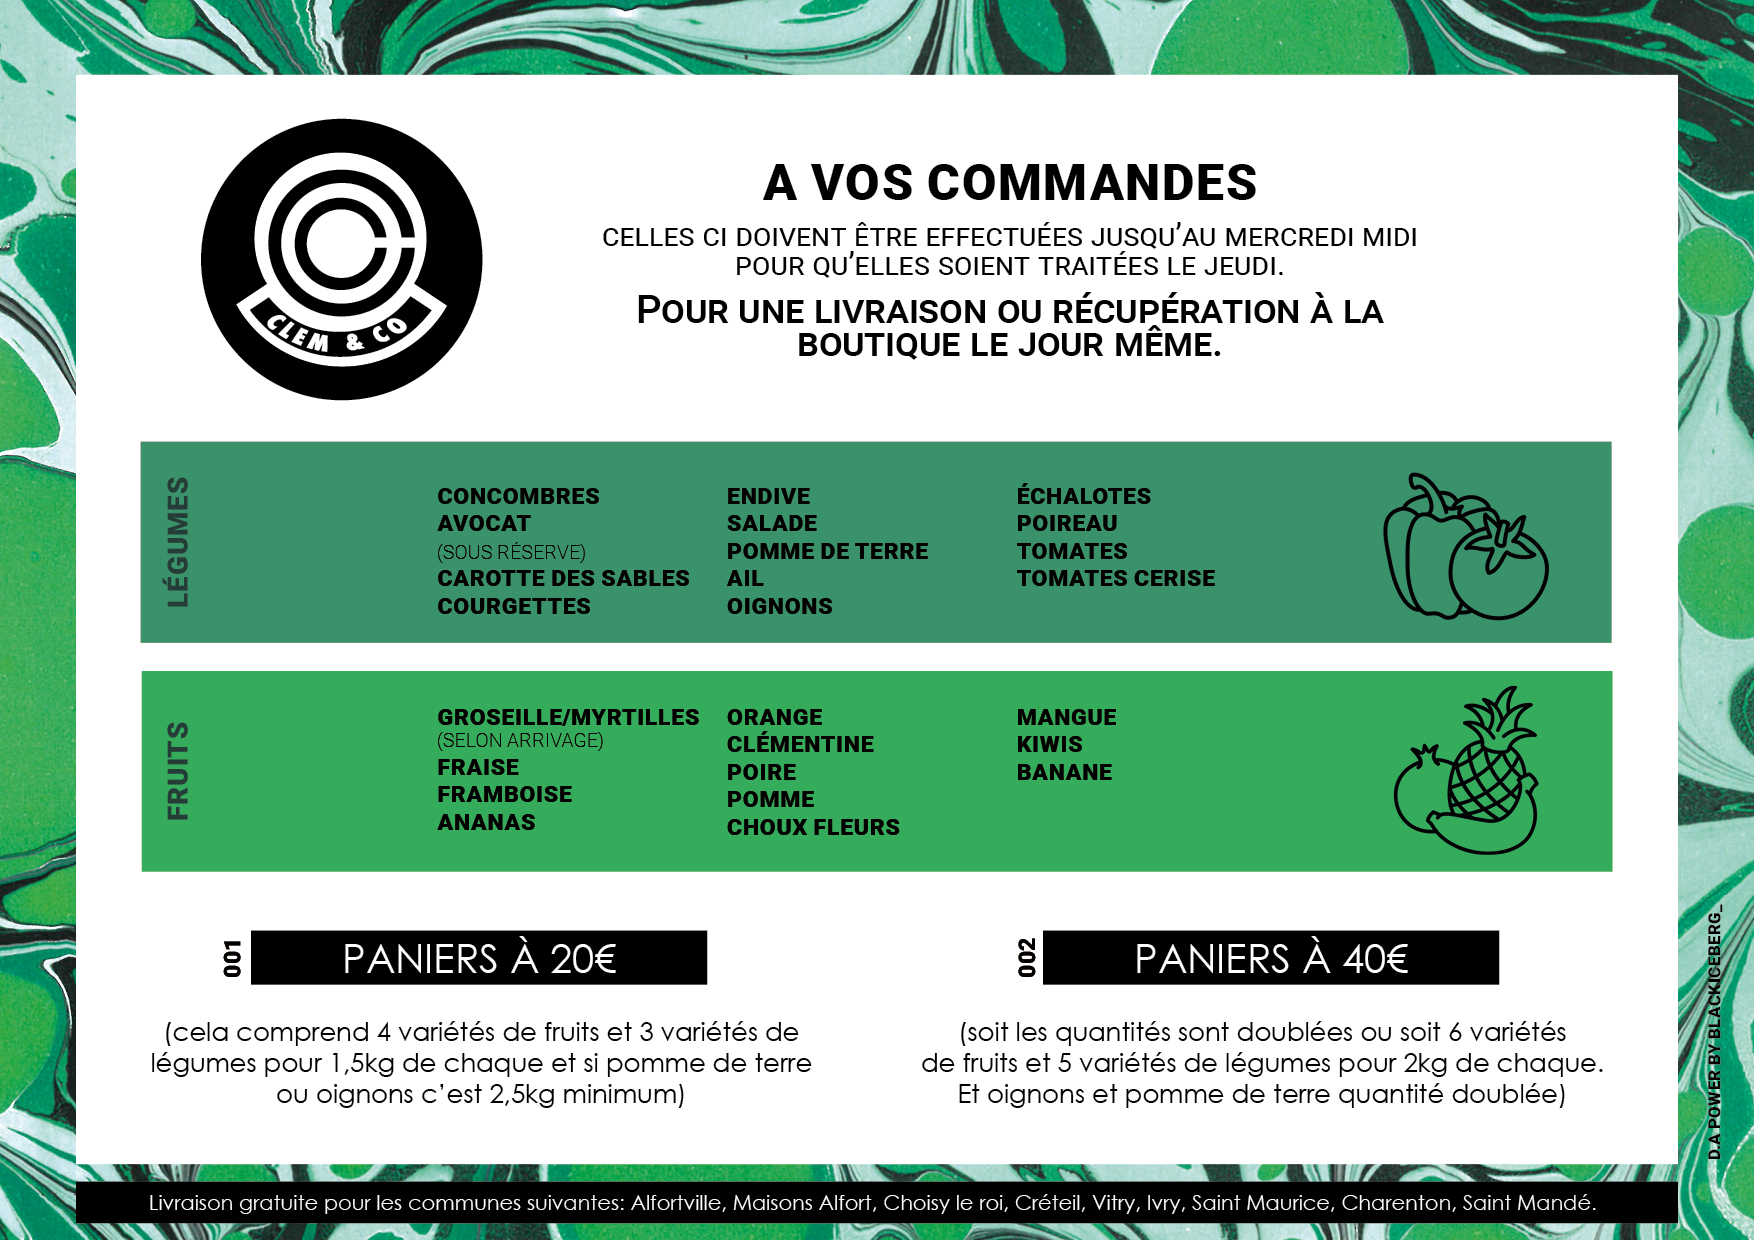 CLEM & CO
A VOS COMMANDES
CELLES CI DOIVENT ÊTRE EFFECTUÉES JUSQU'AU MERCREDI MIDI
POUR QU'ELLES SOIENT TRAITÉES LE JEUDI.
POUR UNE LIVRAISON OU RÉCUPÉRATION À LA
BOUTIQUE LE JOUR MÊME.
LÉGUMES
CONCOMBRES
AVOCAT
(SOUS RÉSERVE)
CAROTTE DES SABLES
COURGETTES
ENDIVE
SALADE
POMME DE TERRE
AIL
OIGNONS
ÉCHALOTES
POIREAU
TOMATES
TOMATES CERISE
FRUITS
GROSEILLE/MYRTILLES
(SELON ARRIVAGE)
FRAISE
FRAMBOISE
ANANAS
ORANGE
CLÉMENTINE
POIRE
POMME
CHOUX FLEURS
MANGUE
KIWIS
BANANE
001
PANIERS À 20€
(cela comprend 4 variétés de fruits et 3 variétés de
légumes pour 1,5kg de chaque et si pomme de terre
ou oignons c'est 2,5kg minimum)
002
PANIERS À 40€
(soit les quantités sont doublées ou soit 6 variétés
de fruits et 5 variétés de légumes pour 2kg de chaque.
Et oignons et pomme de terre quantité doublée)
D.A POWER BY BLACKICEBERG_
Livraison gratuite pour les communes suivantes: Alfortville, Maisons Alfort, Choisy le roi, Créteil, Vitry, Ivry, Saint Maurice, Charenton, Saint Mandé.